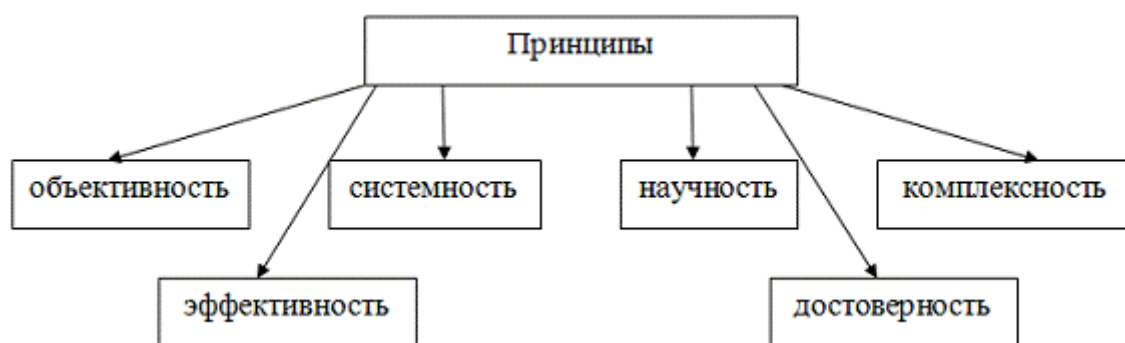 Принципы
объективность
системность
научность
комплексность
эффективность
достоверность